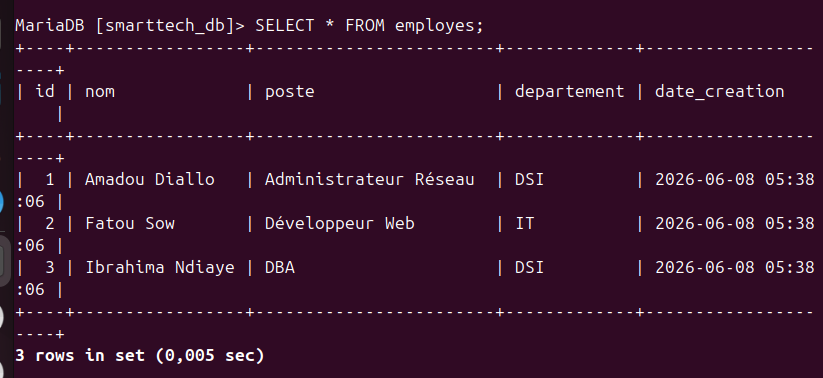 MariaDB [smarttech_db]> SELECT * FROM employes;
+----+-----------------+------------------------+-------------+-----------------
----+
| id | nom             | poste                  | departement | date_creation   
    |
+----+-----------------+------------------------+-------------+-----------------
----+
|  1 | Amadou Diallo   | Administrateur Réseau  | DSI         | 2026-06-08 05:38
:06 |
|  2 | Fatou Sow       | Développeur Web        | IT          | 2026-06-08 05:38
:06 |
|  3 | Ibrahima Ndiaye | DBA                    | DSI         | 2026-06-08 05:38
:06 |
+----+-----------------+------------------------+-------------+-----------------
----+
3 rows in set (0,005 sec)